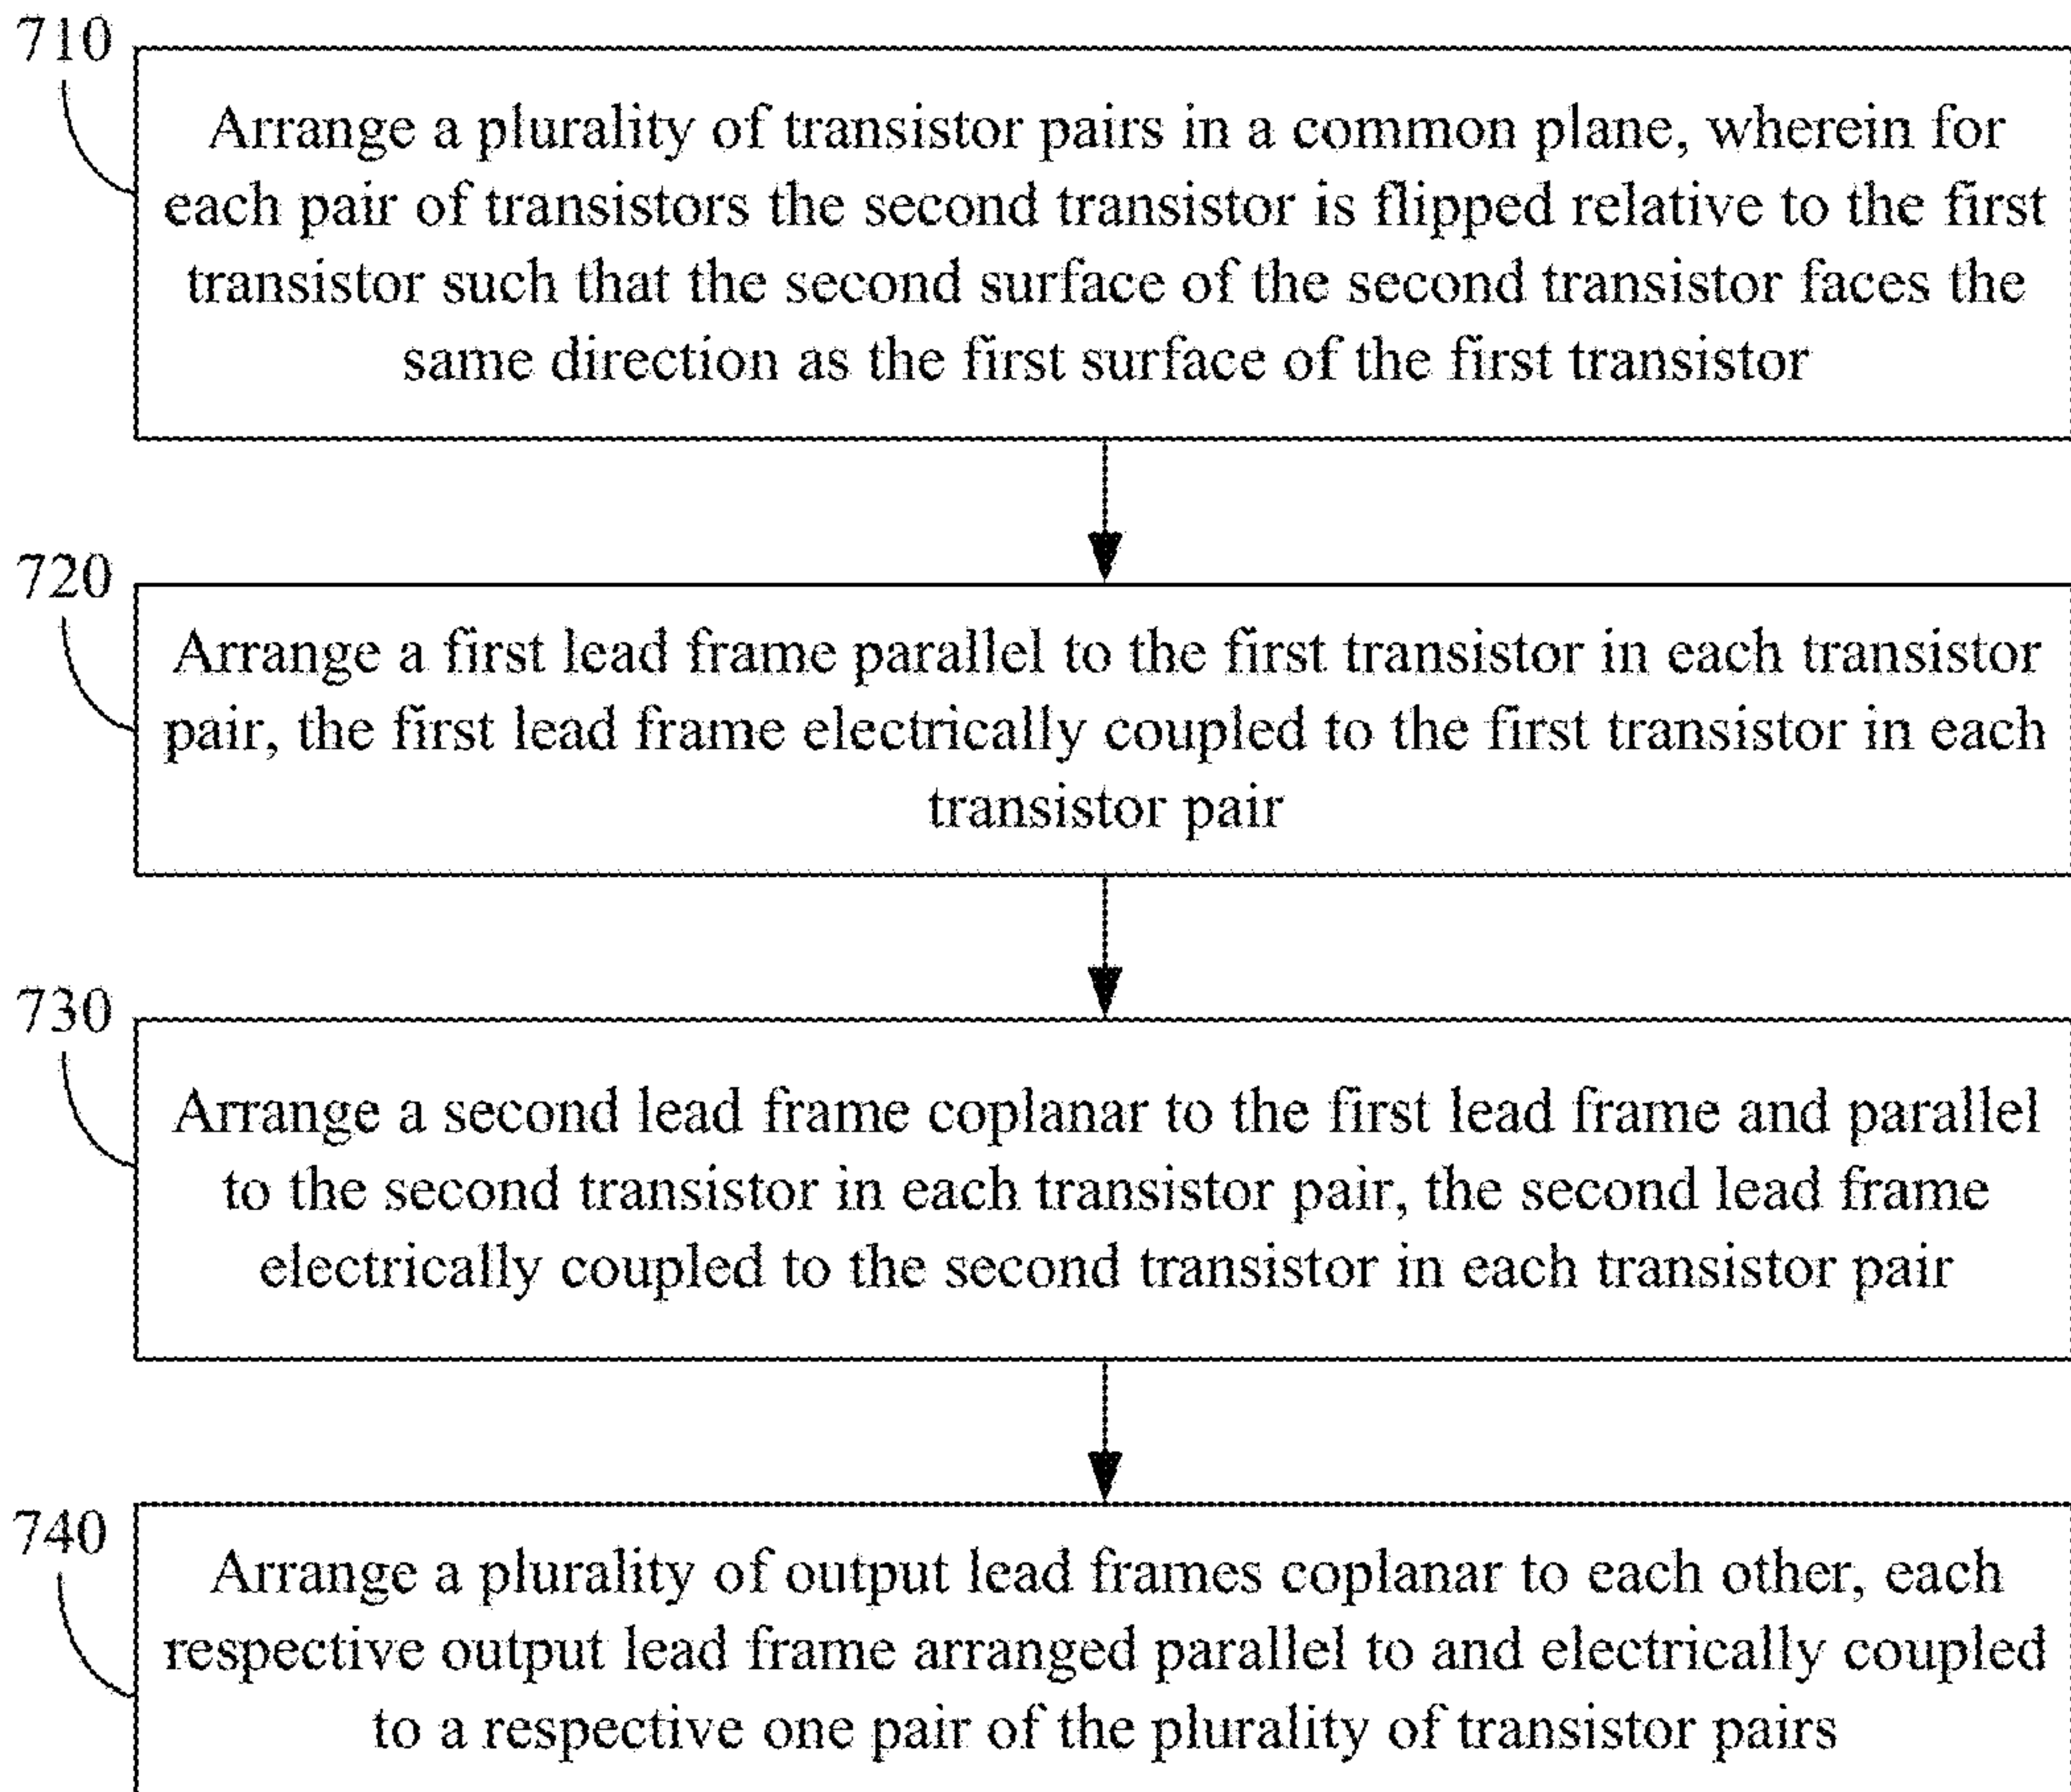 710
Arrange a plurality of transistor pairs in a common plane, wherein for
each pair of transistors the second transistor is flipped relative to the first
transistor such that the second surface of the second transistor faces the
same direction as the first surface of the first transistor
720
Arrange a first lead frame parallel to the first transistor in each transistor
pair, the first lead frame electrically coupled to the first transistor in each
transistor pair
730
Arrange a second lead frame coplanar to the first lead frame and parallel
to the second transistor in each transistor pair, the second lead frame
electrically coupled to the second transistor in each transistor pair
740
Arrange a plurality of output lead frames coplanar to each other, each
respective output lead frame arranged parallel to and electrically coupled
to a respective one pair of the plurality of transistor pairs